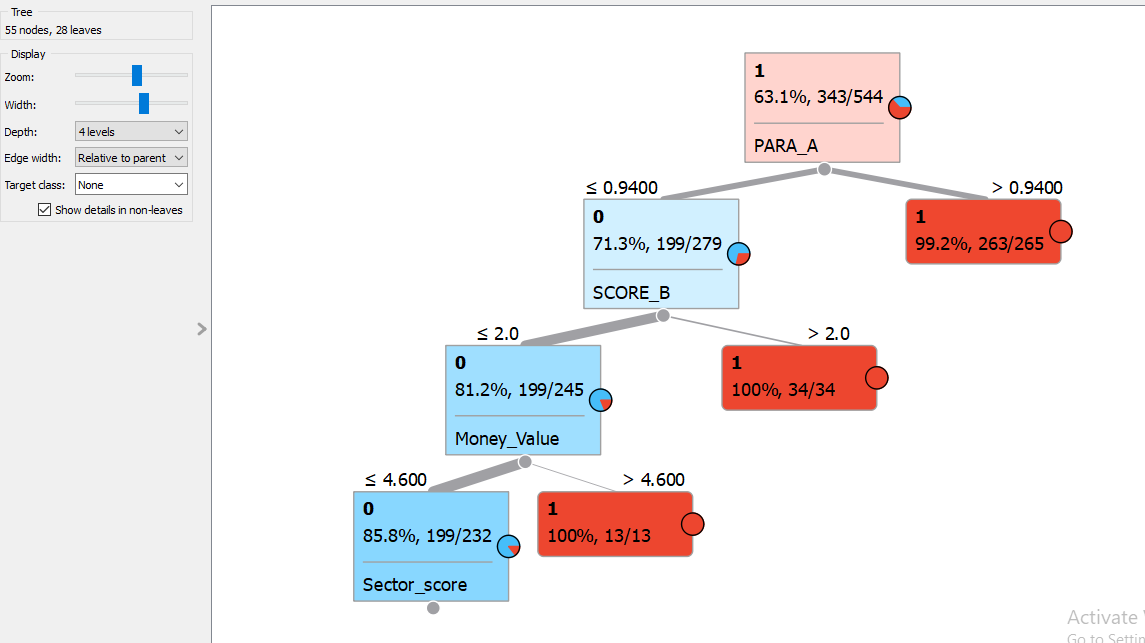 Tree
55 nodes, 28 leaves
Display
Zoom:
Width:
Depth: 4 levels
Edge width: Relative to parent
Target class: None
Show details in non-leaves
1
63.1%, 343/544
PARA_A
≤ 0.9400
> 0.9400
0
71.3%, 199/279
SCORE_B
1
99.2%, 263/265
≤ 2.0
> 2.0
0
81.2%, 199/245
Money_Value
1
100%, 34/34
≤ 4.600
> 4.600
0
85.8%, 199/232
Sector_score
1
100%, 13/13
Activate
Go to Settin